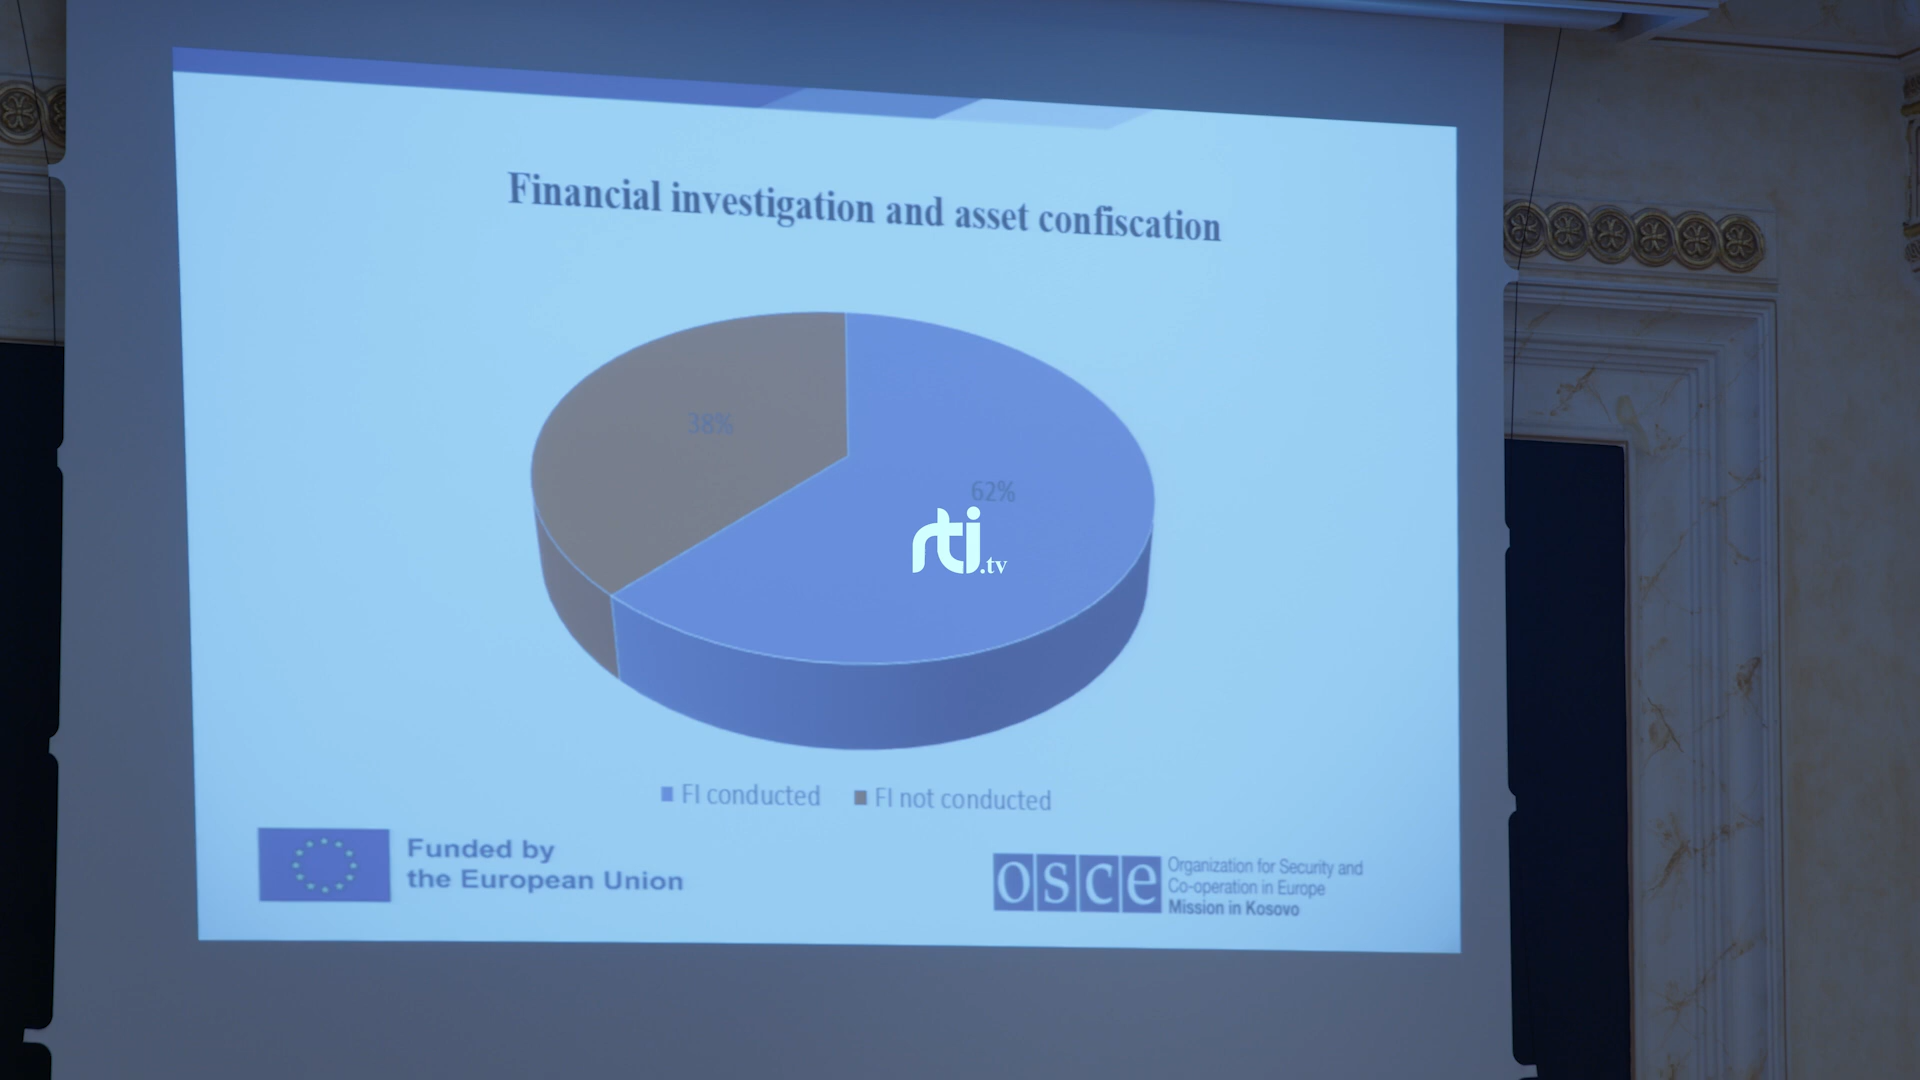 Financial investigation and asset confiscation
38%
62%
rti.tv
FI conducted FI not conducted
Funded by
the European Union
OSCE
Organization for Security and
Co-operation in Europe
Mission in Kosovo